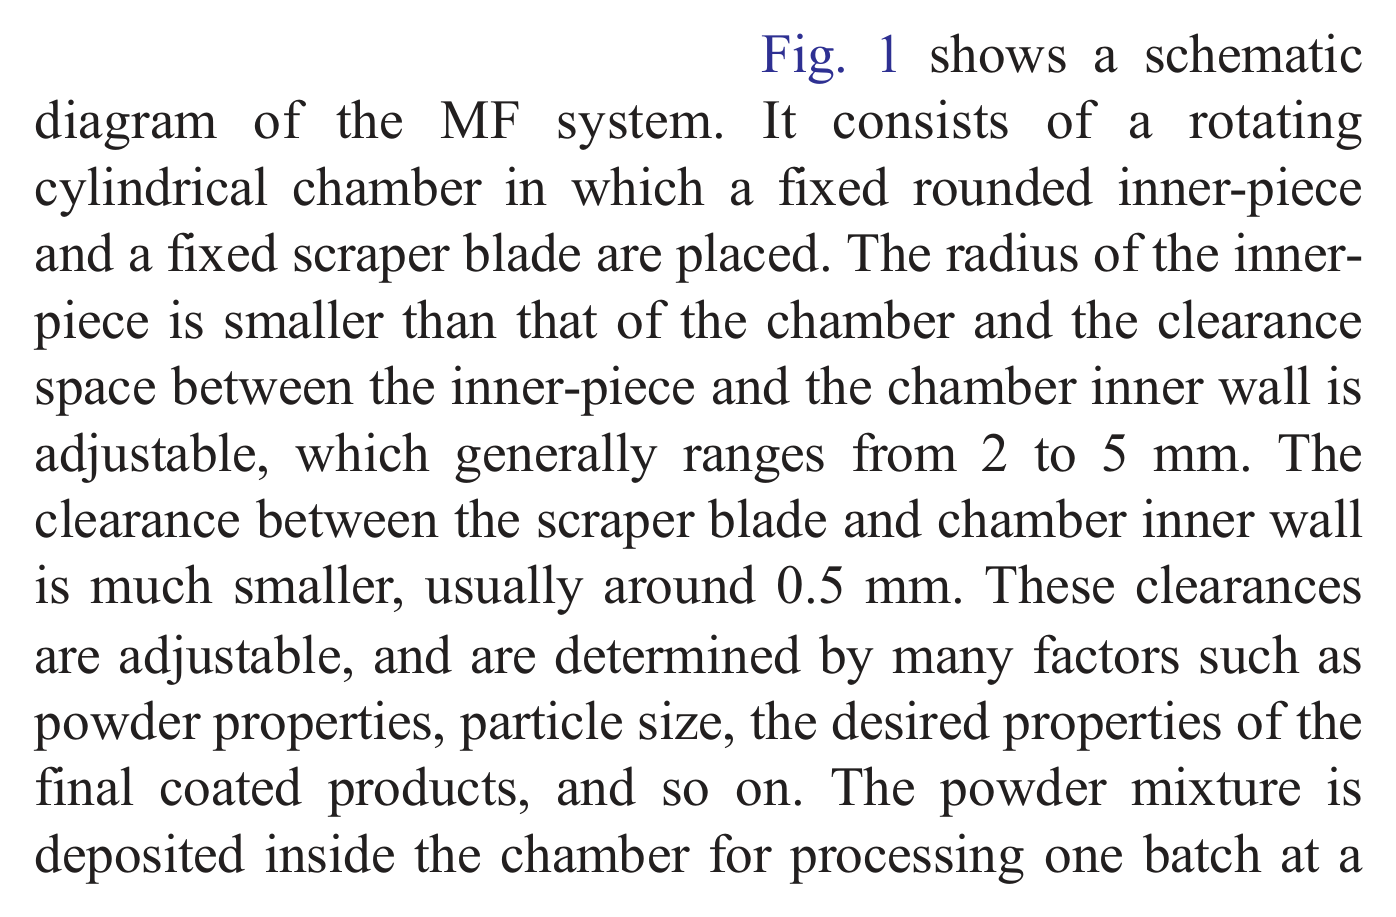 Fig. 1 shows a schematic
diagram of the MF system. It consists of a rotating
cylindrical chamber in which a fixed rounded inner-piece
and a fixed scraper blade are placed. The radius of the inner-
piece is smaller than that of the chamber and the clearance
space between the inner-piece and the chamber inner wall is
adjustable, which generally ranges from 2 to 5 mm. The
clearance between the scraper blade and chamber inner wall
is much smaller, usually around 0.5 mm. These clearances
are adjustable, and are determined by many factors such as
powder properties, particle size, the desired properties of the
final coated products, and so on. The powder mixture is
deposited inside the chamber for processing one batch at a